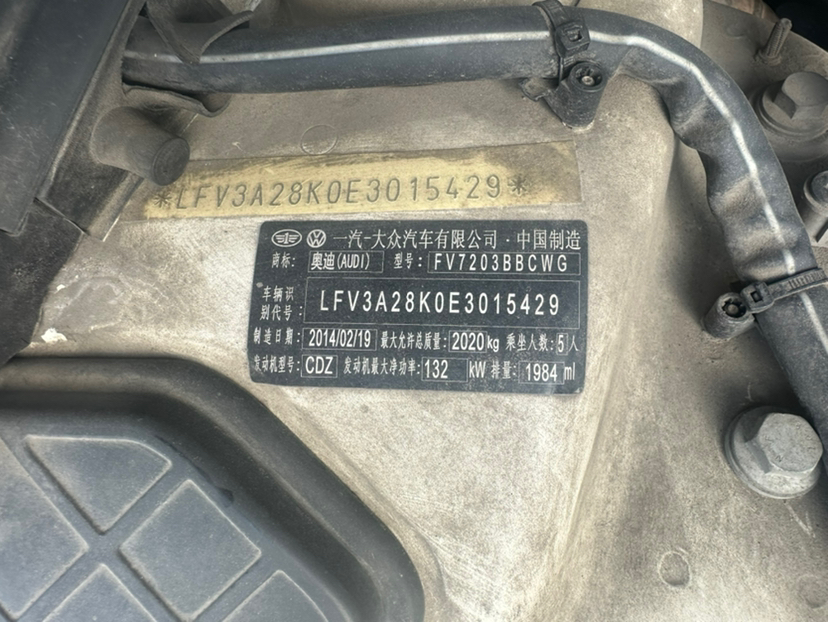 *LFV3A28K0E3015429*
一汽-大众汽车有限公司·中国制造
商标: 奥迪(AUDI) 型号: FV7203BBCWG
车辆识
别代号: LFV3A28K0E3015429
制造日期: 2014/02/19 最大允许总质量: 2020kg 乘坐人数: 5人
发动机型号: CDZ 发动机最大净功率: 132 kW 排量: 1984 ml